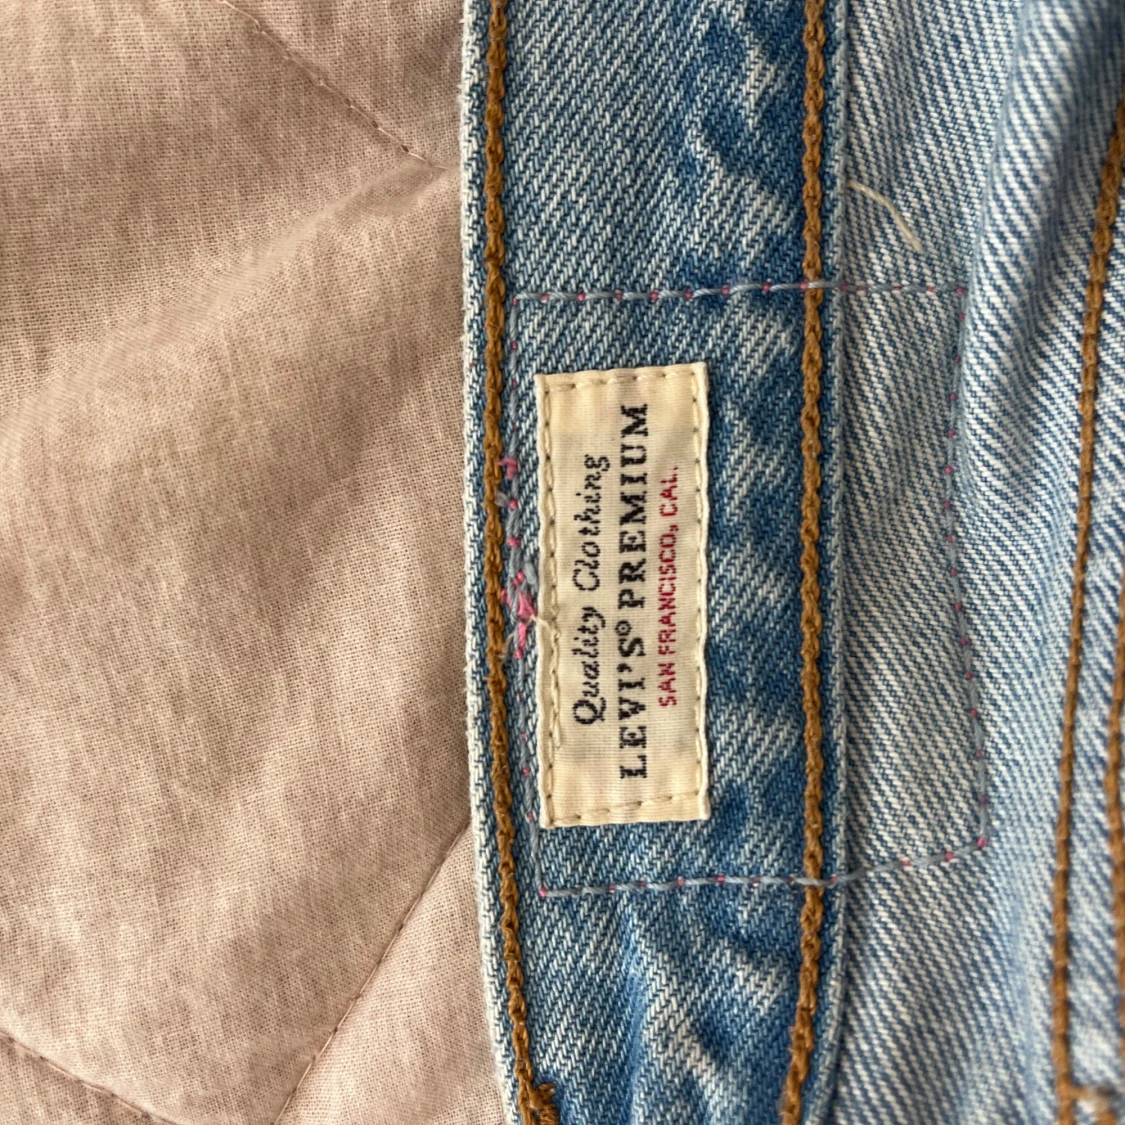 Quality Clothing
LEVI'S® PREMIUM
SAN FRANCISCO, CAL.